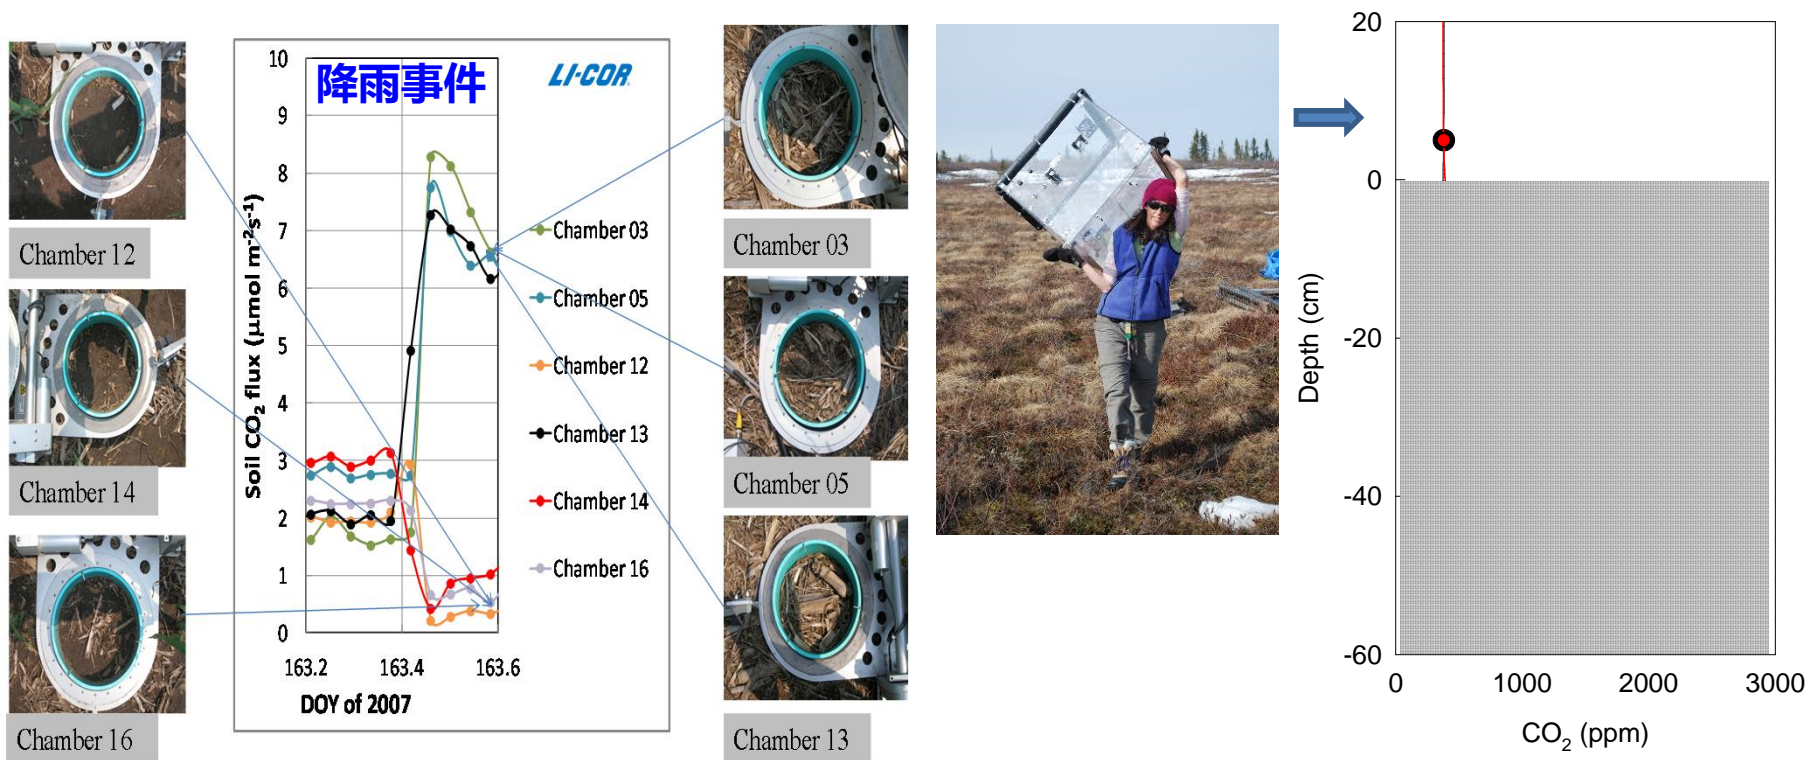 Chamber 12
Chamber 14
Chamber 16
降雨事件
LI-COR
10
9
8
7
6
5
4
3
2
1
0
Soil CO₂ flux (µmol m⁻²s⁻¹)
163.2
163.4
163.6
DOY of 2007
Chamber 03
Chamber 05
Chamber 12
Chamber 13
Chamber 14
Chamber 16
Chamber 03
Chamber 05
Chamber 13
20
0
-20
-40
-60
Depth (cm)
0
1000
2000
3000
CO₂ (ppm)